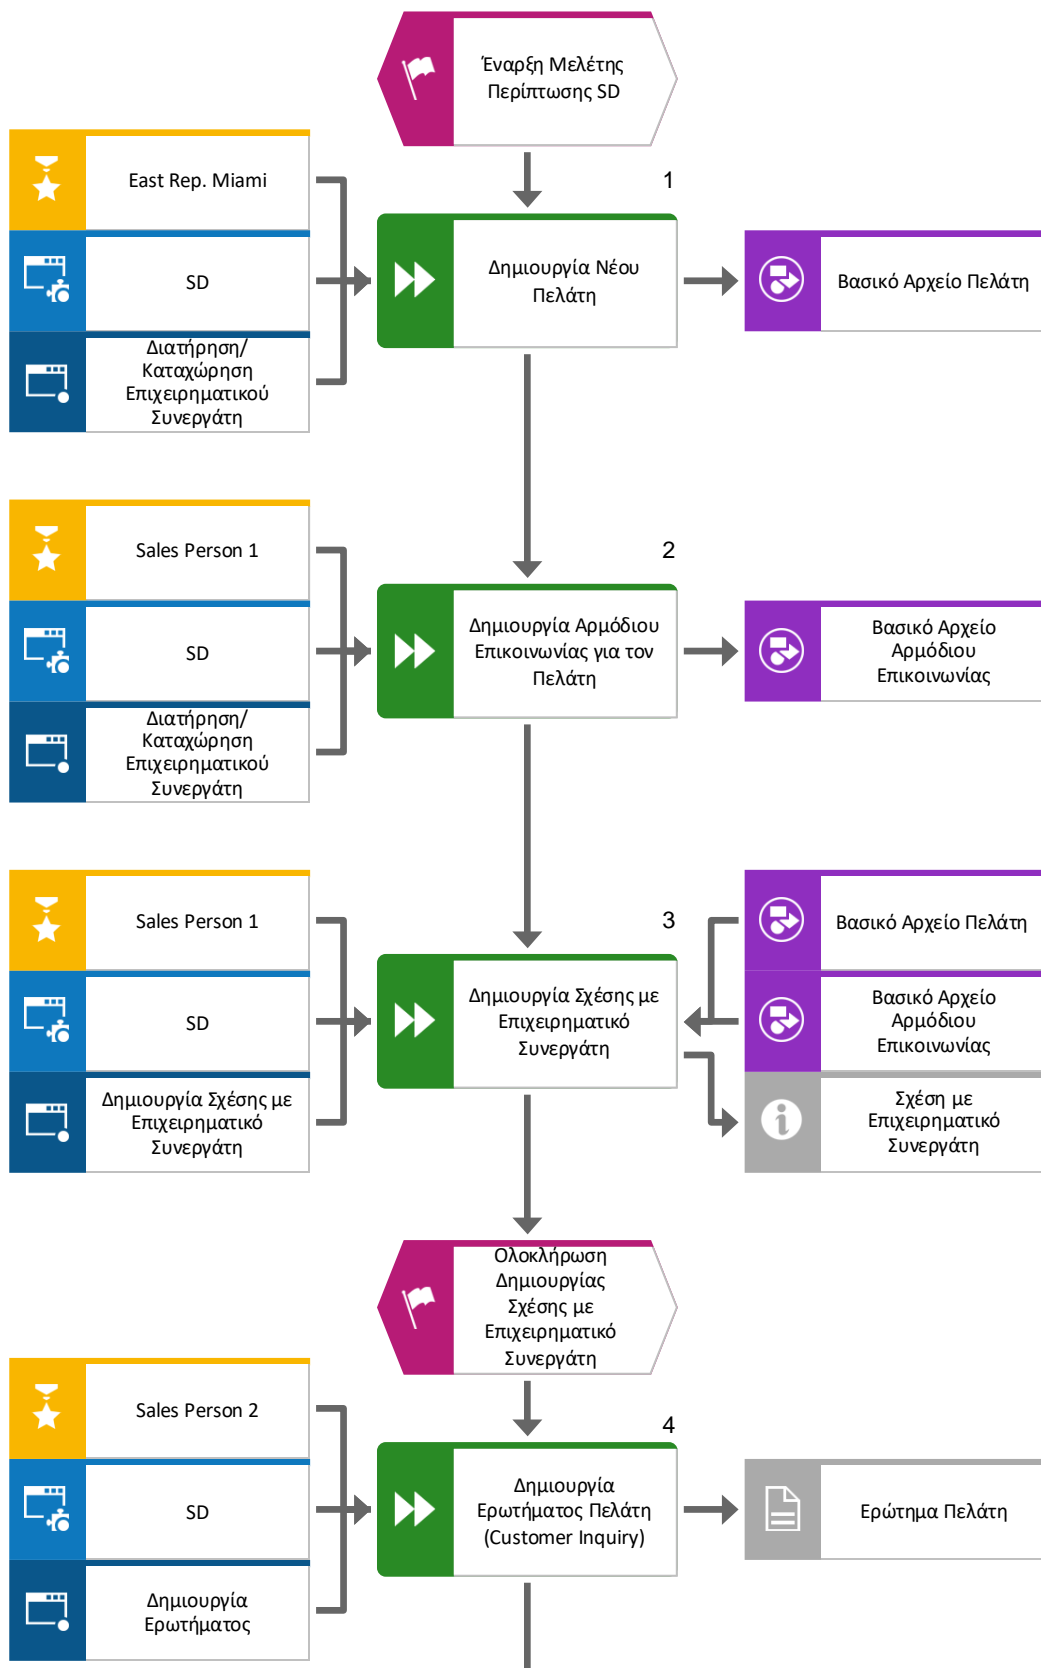 Έναρξη Μελέτης
Περίπτωσης SD
East Rep. Miami
SD
Διατήρηση/
Καταχώρηση
Επιχειρηματικού
Συνεργάτη
1
Δημιουργία Νέου
Πελάτη
Βασικό Αρχείο Πελάτη
Sales Person 1
SD
Διατήρηση/
Καταχώρηση
Επιχειρηματικού
Συνεργάτη
2
Δημιουργία Αρμόδιου
Επικοινωνίας για τον
Πελάτη
Βασικό Αρχείο
Αρμόδιου
Επικοινωνίας
Sales Person 1
SD
Δημιουργία Σχέσης με
Επιχειρηματικό
Συνεργάτη
3
Δημιουργία Σχέσης με
Επιχειρηματικό
Συνεργάτη
Βασικό Αρχείο Πελάτη
Βασικό Αρχείο
Αρμόδιου
Επικοινωνίας
Σχέση με
Επιχειρηματικό
Συνεργάτη
Ολοκλήρωση
Δημιουργίας
Σχέσης με
Επιχειρηματικό
Συνεργάτη
Sales Person 2
SD
Δημιουργία
Ερωτήματος
4
Δημιουργία
Ερωτήματος Πελάτη
(Customer Inquiry)
Ερώτημα Πελάτη